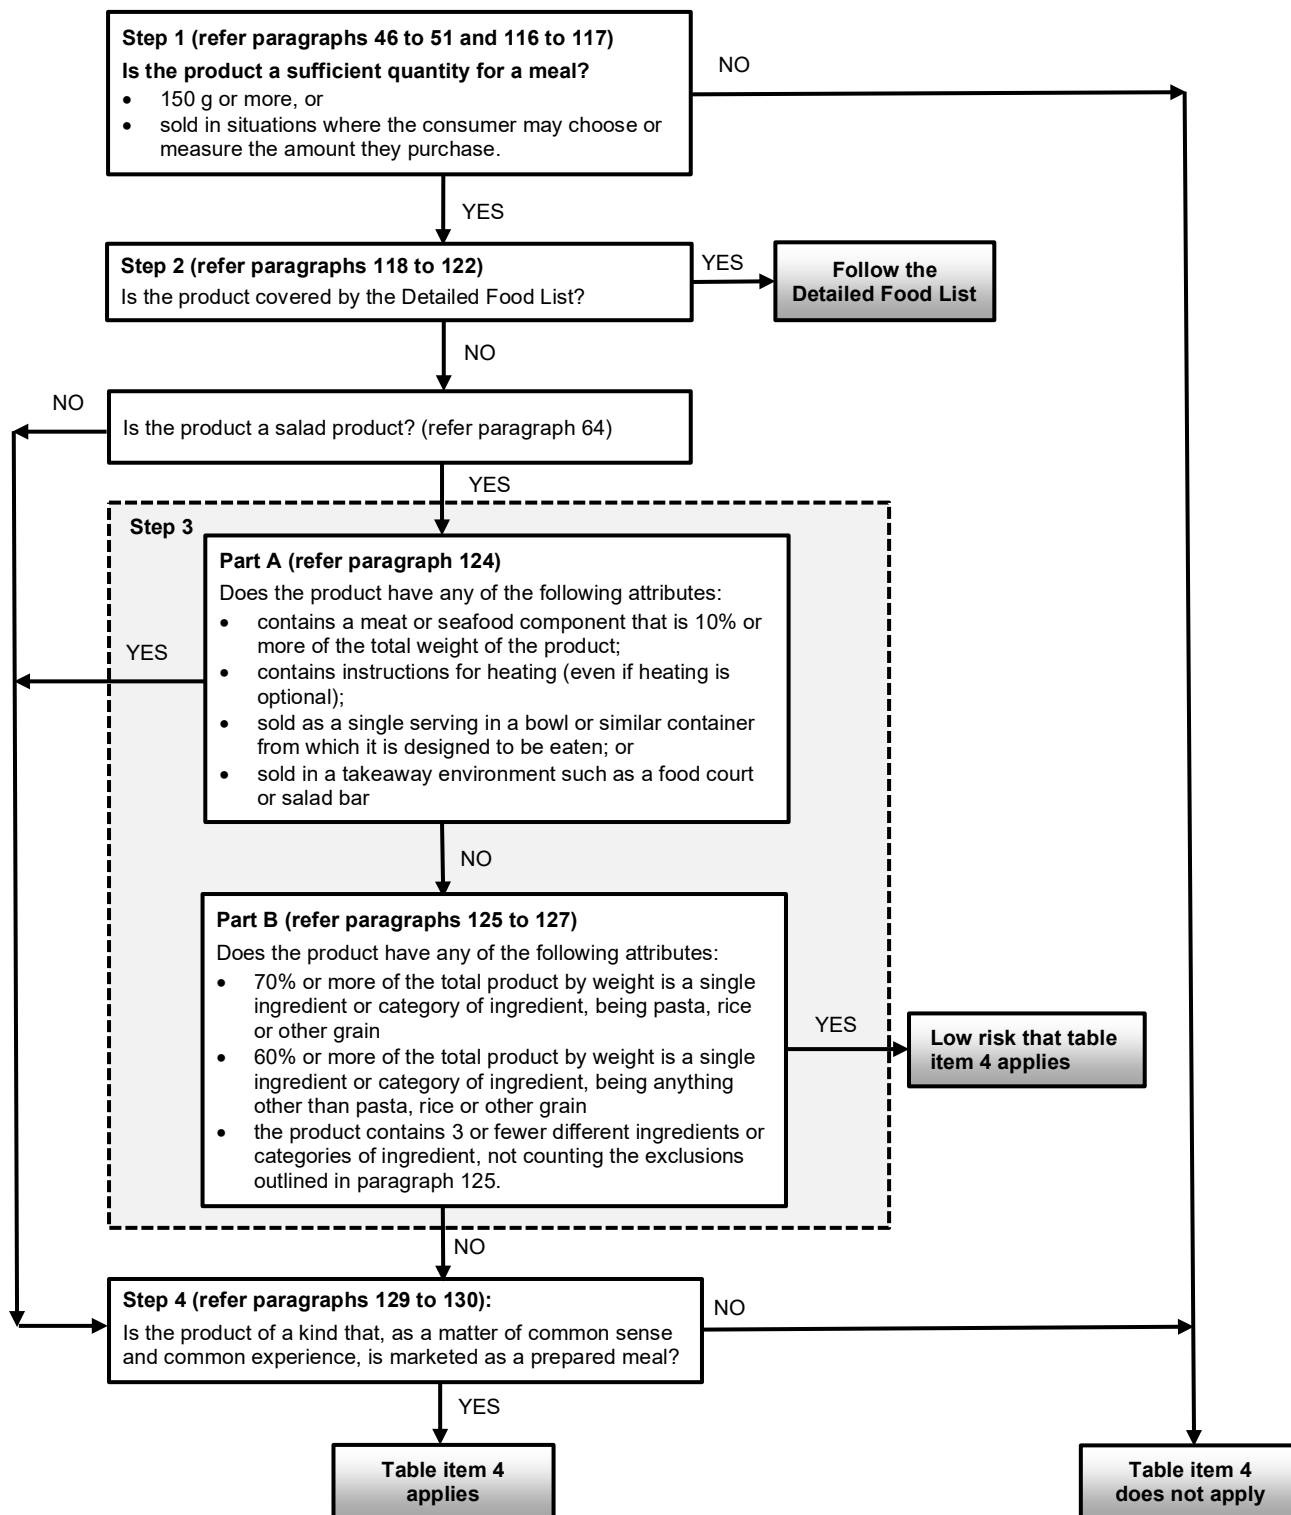 Step 1 (refer paragraphs 46 to 51 and 116 to 117)
Is the product a sufficient quantity for a meal?
• 150 g or more, or
• sold in situations where the consumer may choose or
measure the amount they purchase.
NO
YES
Step 2 (refer paragraphs 118 to 122)
Is the product covered by the Detailed Food List?
YES
Follow the
Detailed Food List
NO
NO
Is the product a salad product? (refer paragraph 64)
YES
Step 3
Part A (refer paragraph 124)
Does the product have any of the following attributes:
• contains a meat or seafood component that is 10% or
more of the total weight of the product;
• contains instructions for heating (even if heating is
optional);
• sold as a single serving in a bowl or similar container
from which it is designed to be eaten; or
• sold in a takeaway environment such as a food court
or salad bar
YES
NO
Part B (refer paragraphs 125 to 127)
Does the product have any of the following attributes:
• 70% or more of the total product by weight is a single
ingredient or category of ingredient, being pasta, rice
or other grain
• 60% or more of the total product by weight is a single
ingredient or category of ingredient, being anything
other than pasta, rice or other grain
• the product contains 3 or fewer different ingredients or
categories of ingredient, not counting the exclusions
outlined in paragraph 125.
YES
Low risk that table
item 4 applies
NO
Step 4 (refer paragraphs 129 to 130):
Is the product of a kind that, as a matter of common sense
and common experience, is marketed as a prepared meal?
NO
YES
Table item 4
applies
Table item 4
does not apply